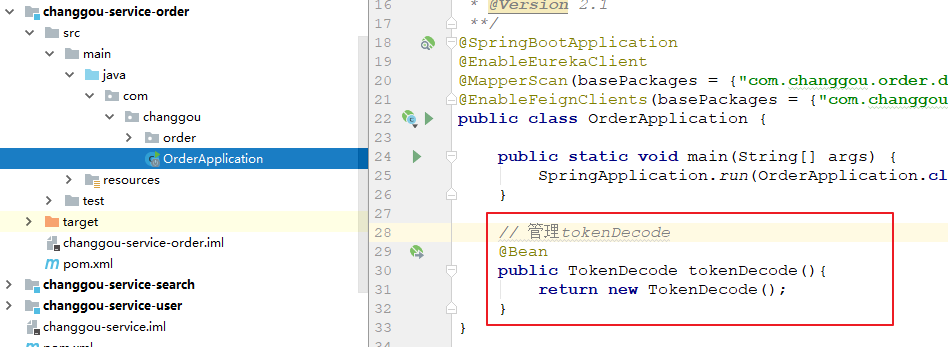 changgou-service-order
src
main
java
com
changgou
order
OrderApplication
resources
test
target
changgou-service-order.iml
pom.xml
changgou-service-search
changgou-service-user
changgou-service.iml
pom.xml
16 * @Version 2.1
17 **/
18 @SpringBootApplication
19 @EnableEurekaClient
20 @MapperScan(basePackages = {"com.changgou.order.d
21 @EnableFeignClients(basePackages = {"com.changgou
22 public class OrderApplication {
23
24 public static void main(String[] args) {
25 SpringApplication.run(OrderApplication.cl
26 }
27
28 // 管理tokenDecode
29 @Bean
30 public TokenDecode tokenDecode(){
31 return new TokenDecode();
32 }
33 }
34